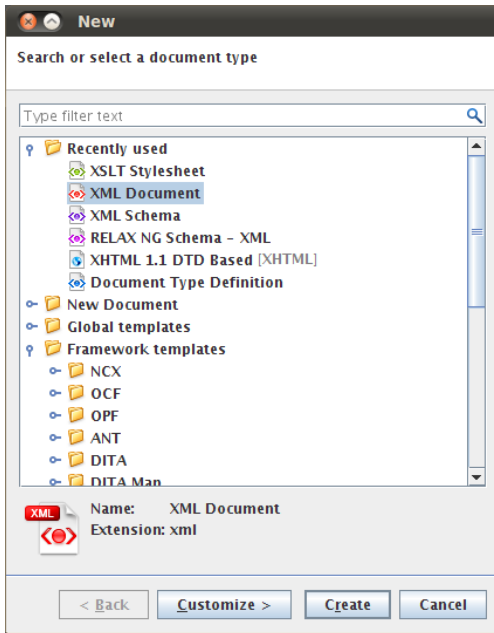 New
Search or select a document type
Type filter text
Recently used
XSLT Stylesheet
XML Document
XML Schema
RELAX NG Schema - XML
XHTML 1.1 DTD Based [XHTML]
Document Type Definition
New Document
Global templates
Framework templates
NCX
OCF
OPF
ANT
DITA
DITA Map
XML Name: XML Document
Extension: xml
< Back Customize > Create Cancel